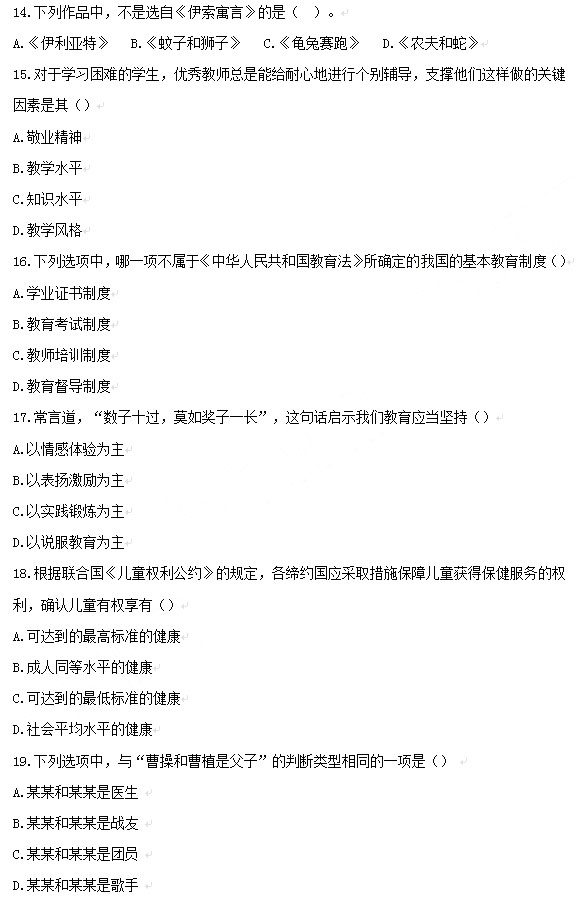 14.下列作品中，不是选自《伊索寓言》的是（　）。
A.《伊利亚特》　B.《蚊子和狮子》　C.《龟兔赛跑》　D.《农夫和蛇》
15.对于学习困难的学生，优秀教师总是能给耐心地进行个别辅导，支撑他们这样做的关键
因素是其（）
A.敬业精神
B.教学水平
C.知识水平
D.教学风格
16.下列选项中，哪一项不属于《中华人民共和国教育法》所确定的我国的基本教育制度（）
A.学业证书制度
B.教育考试制度
C.教师培训制度
D.教育督导制度
17.常言道，“数子十过，莫如奖子一长”，这句话启示我们教育应当坚持（）
A.以情感体验为主
B.以表扬激励为主
C.以实践锻炼为主
D.以说服教育为主
18.根据联合国《儿童权利公约》的规定，各缔约国应采取措施保障儿童获得保健服务的权
利，确认儿童有权享有（）
A.可达到的最高标准的健康
B.成人同等水平的健康
C.可达到的最低标准的健康
D.社会平均水平的健康
19.下列选项中，与“曹操和曹植是父子”的判断类型相同的一项是（）
A.某某和某某是医生
B.某某和某某是战友
C.某某和某某是团员
D.某某和某某是歌手